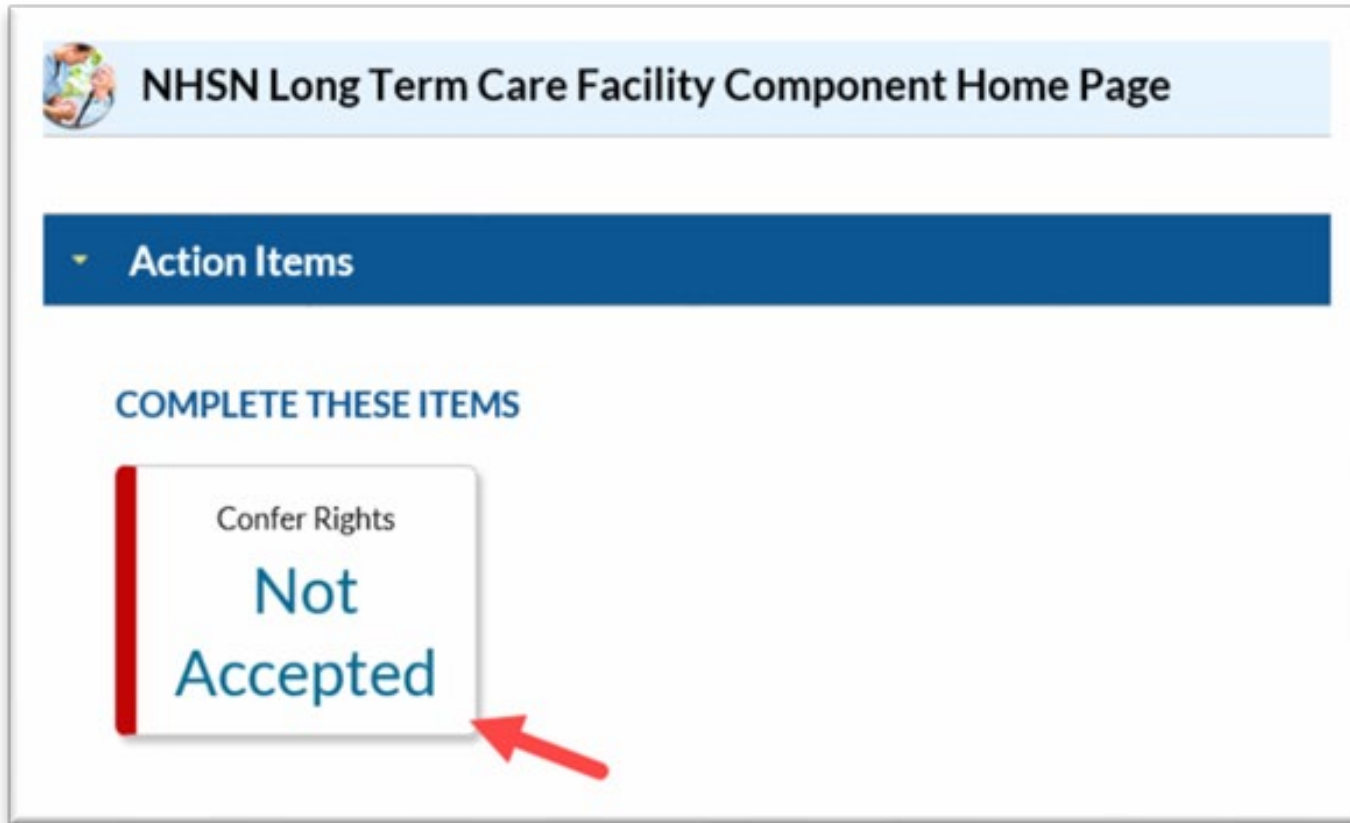 NHSN Long Term Care Facility Component Home Page
Action Items
COMPLETE THESE ITEMS
Confer Rights
Not
Accepted